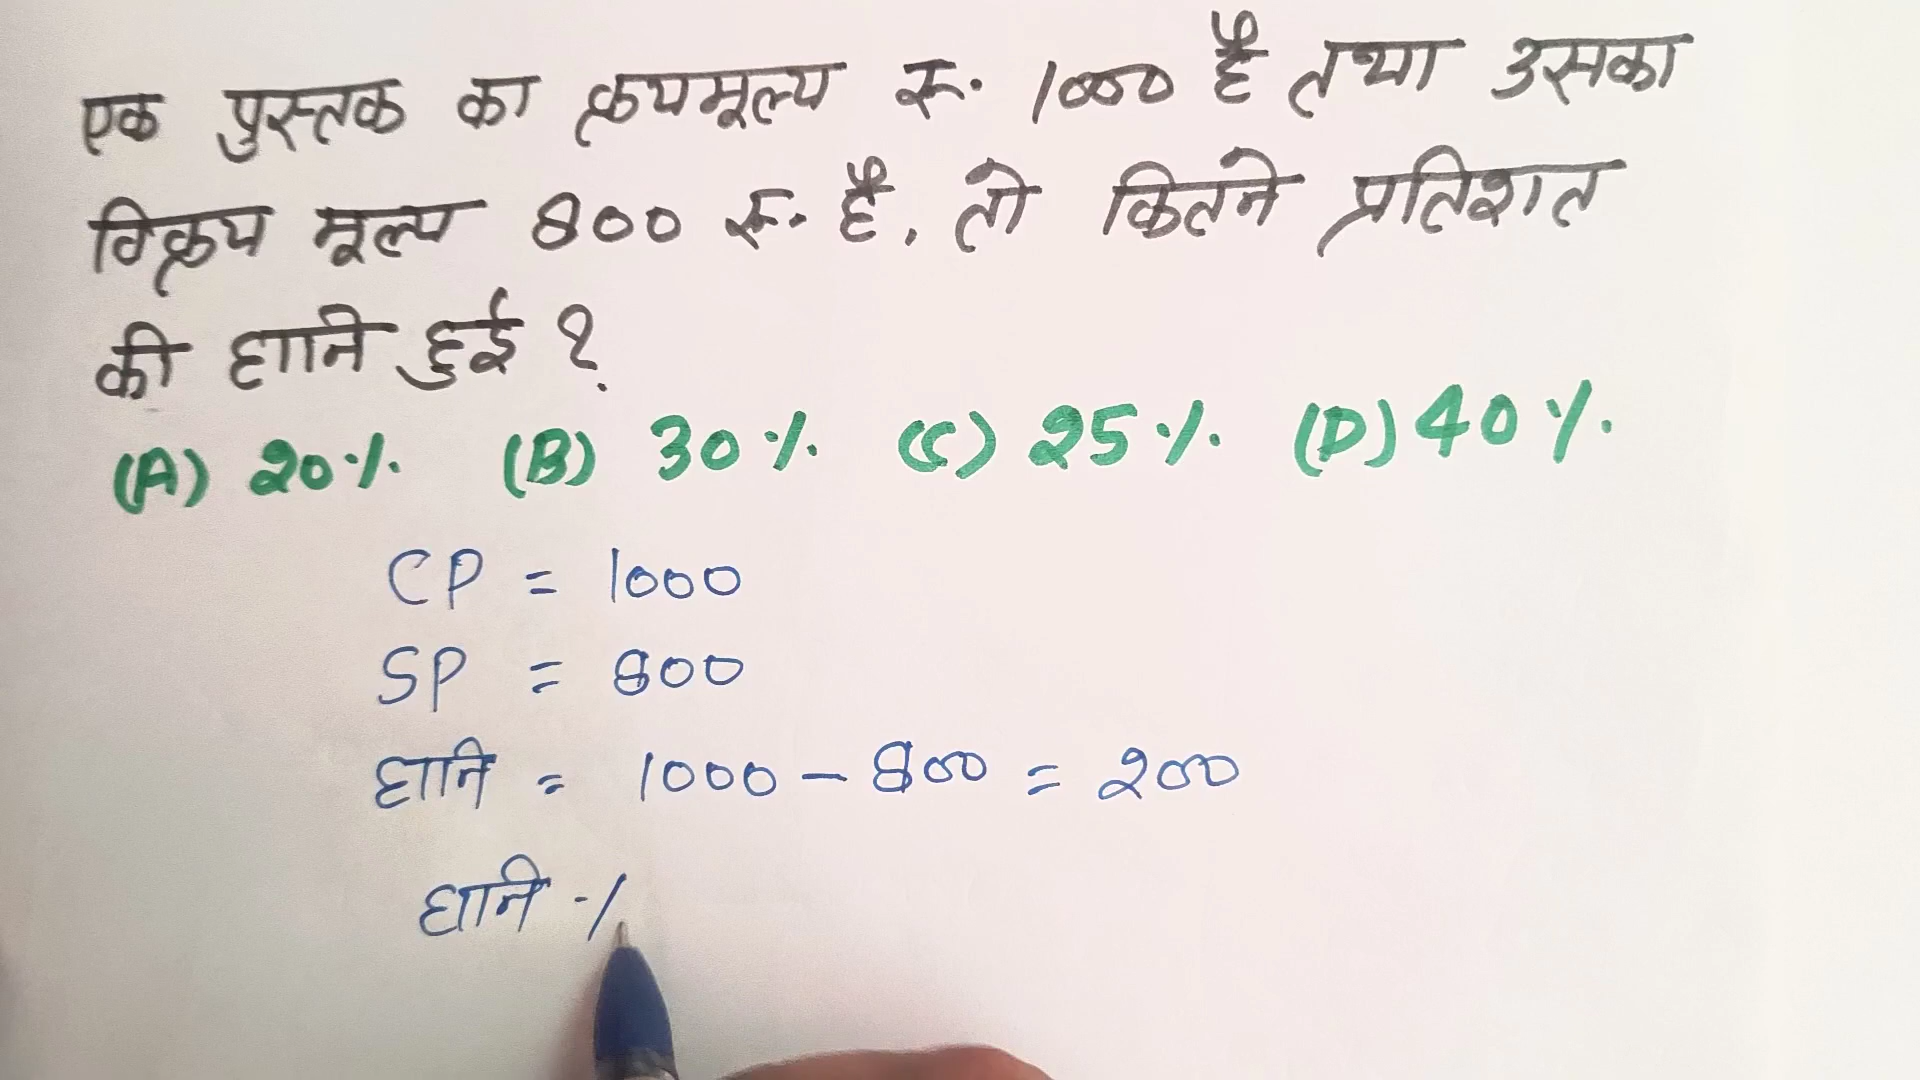 एक पुस्तक का क्रयमूल्य रू. 1000 है तथा उसका
विक्रय मूल्य 800 रू. है, तो कितने प्रतिशत
की हानि हुई ?
(A) 20% (B) 30% (C) 25% (D) 40%
CP = 1000
SP = 800
हानि = 1000 - 800 = 200
हानि %